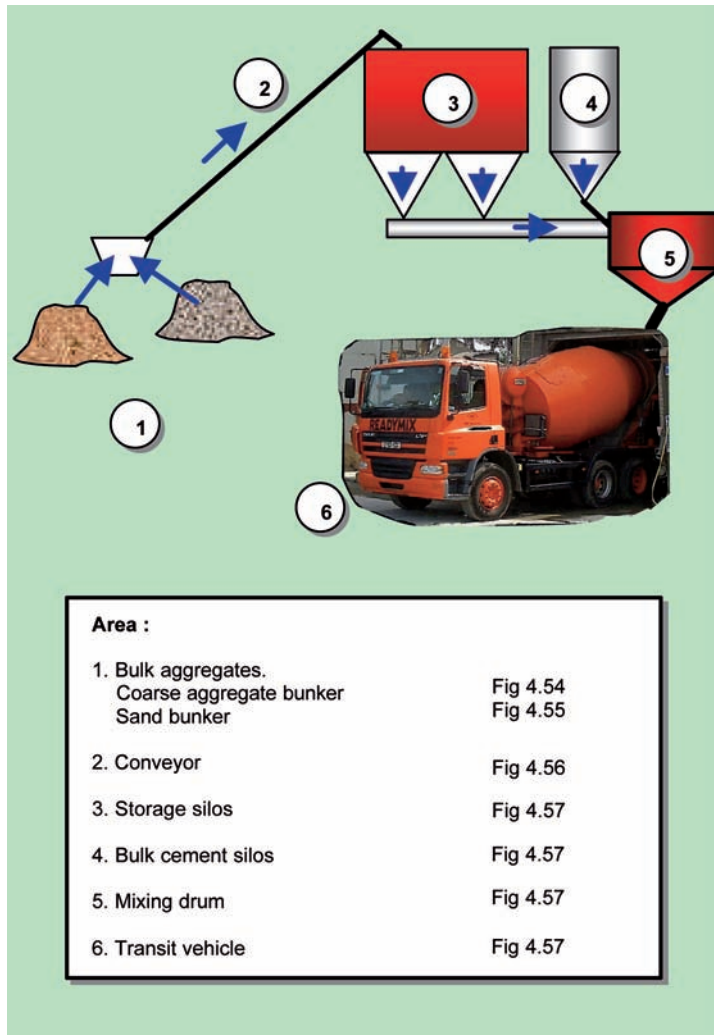 2
3
4
5
1
READYMIX
6
Area :
1. Bulk aggregates.
Coarse aggregate bunker Fig 4.54
Sand bunker Fig 4.55
2. Conveyor Fig 4.56
3. Storage silos Fig 4.57
4. Bulk cement silos Fig 4.57
5. Mixing drum Fig 4.57
6. Transit vehicle Fig 4.57